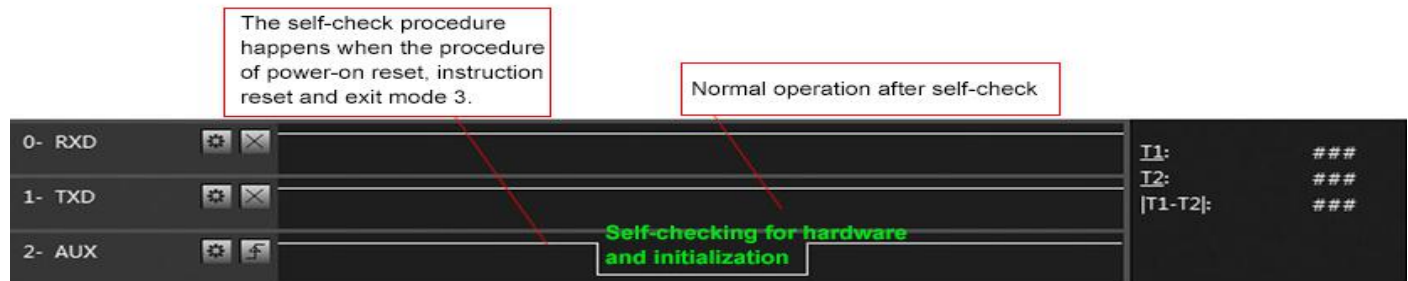 The self-check procedure
happens when the procedure
of power-on reset, instruction
reset and exit mode 3.
Normal operation after self-check
0- RXD
T1: ###
T2: ###
1- TXD
|T1-T2|: ###
Self-checking for hardware
2- AUX
and initialization